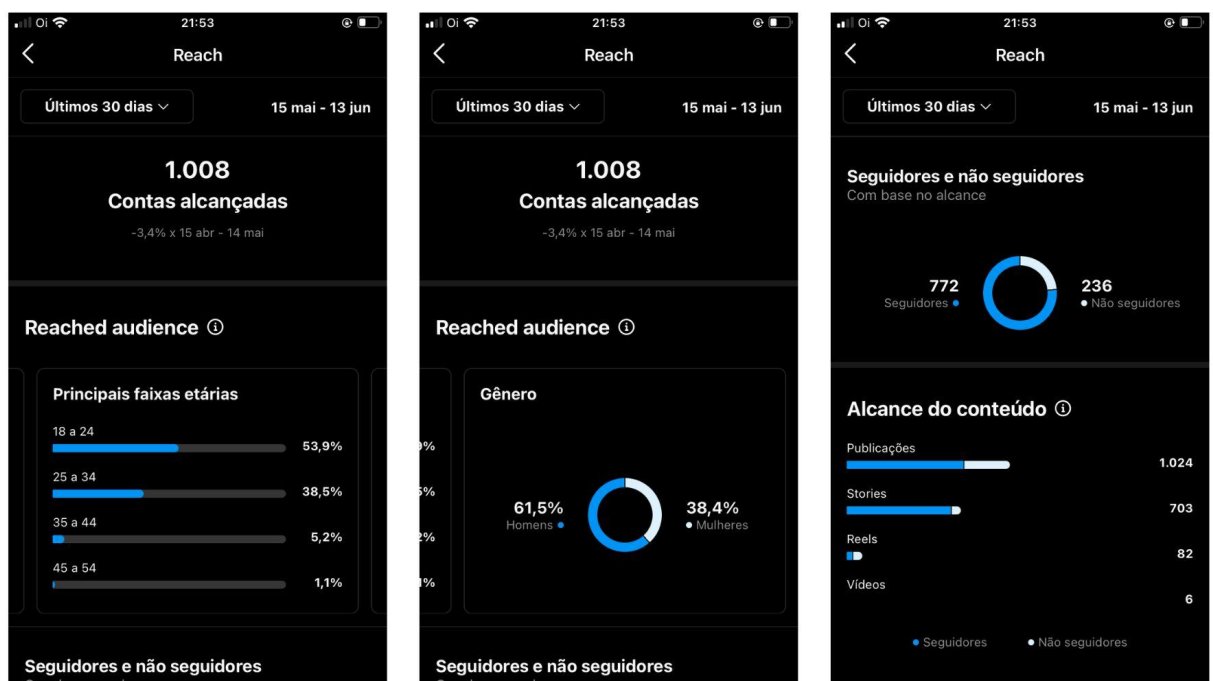 Oi 21:53
Reach
Últimos 30 dias 15 mai - 13 jun
1.008
Contas alcançadas
-3,4% x 15 abr - 14 mai
Reached audience
Principais faixas etárias
18 a 24
53,9%
25 a 34
38,5%
35 a 44
5,2%
45 a 54
1,1%
Seguidores e não seguidores
Oi 21:53
Reach
Últimos 30 dias 15 mai - 13 jun
1.008
Contas alcançadas
-3,4% x 15 abr - 14 mai
Reached audience
Gênero
61,5% 38,4%
Homens Mulheres
Seguidores e não seguidores
Oi 21:53
Reach
Últimos 30 dias 15 mai - 13 jun
Seguidores e não seguidores
Com base no alcance
772 236
Seguidores Não seguidores
Alcance do conteúdo
Publicações
1.024
Stories
703
Reels
82
Vídeos
6
Seguidores Não seguidores